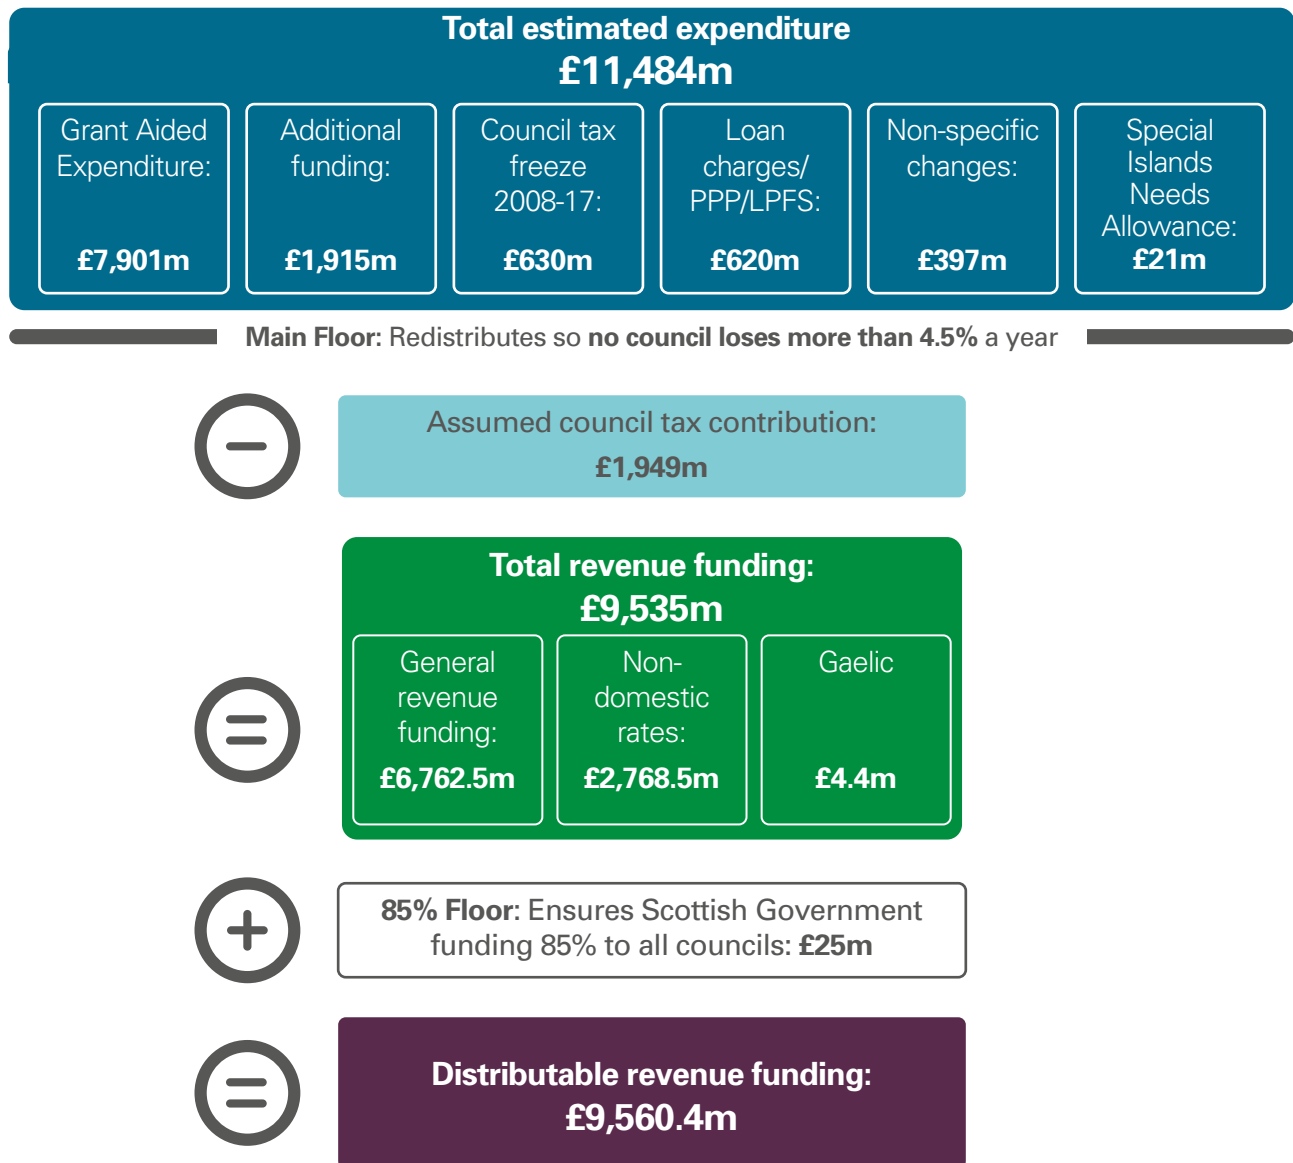 Total estimated expenditure
£11,484m
Grant Aided
Expenditure:
£7,901m
Additional
funding:
£1,915m
Council tax
freeze
2008-17:
£630m
Loan
charges/
PPP/LPFS:
£620m
Non-specific
changes:
£397m
Special
Islands
Needs
Allowance:
£21m
Main Floor: Redistributes so no council loses more than 4.5% a year
Assumed council tax contribution:
£1,949m
Total revenue funding:
£9,535m
General
revenue
funding:
£6,762.5m
Non-
domestic
rates:
£2,768.5m
Gaelic
£4.4m
85% Floor: Ensures Scottish Government
funding 85% to all councils: £25m
Distributable revenue funding:
£9,560.4m